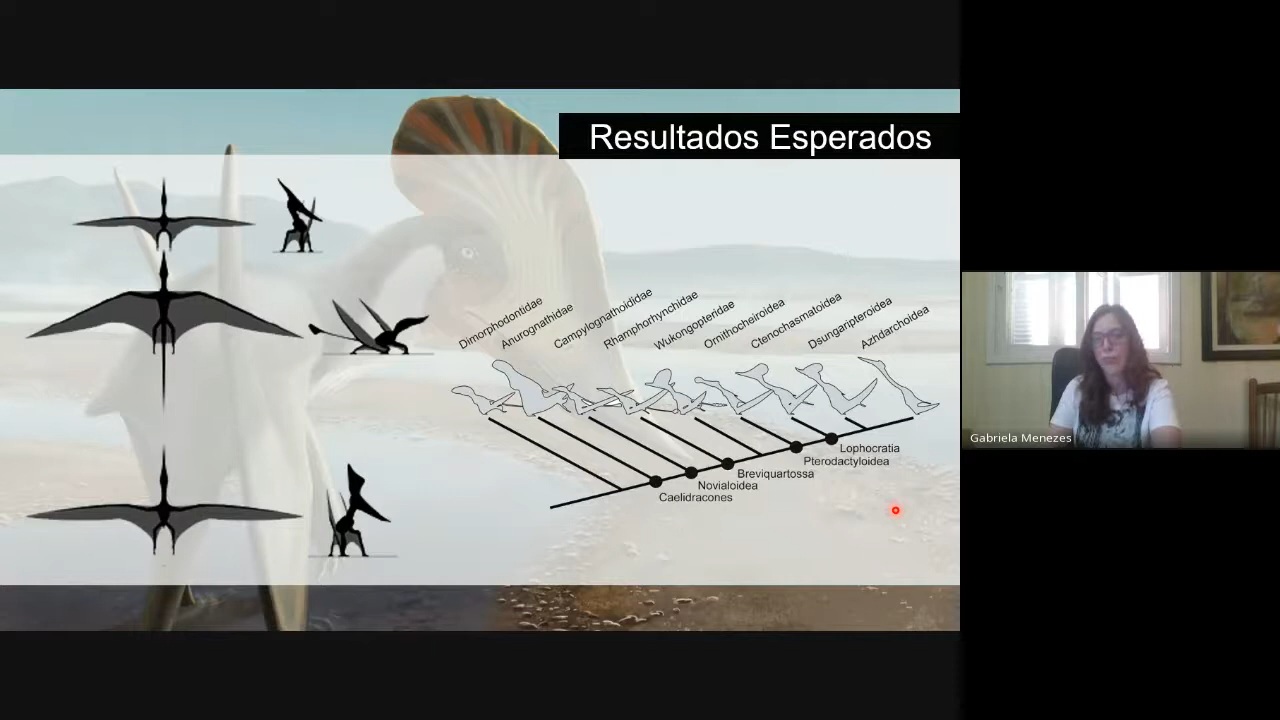 Resultados Esperados
Dimorphodontidae
Anurognathidae
Campylognathoididae
Rhamphorhynchidae
Wukongopteridae
Ornithocheiroidea
Ctenochasmatoidea
Dsungaripteroidea
Azhdarchoidea
Lophocratia
Pterodactyloidea
Breviquartossa
Novialoidea
Caelidracones
Gabriela Menezes